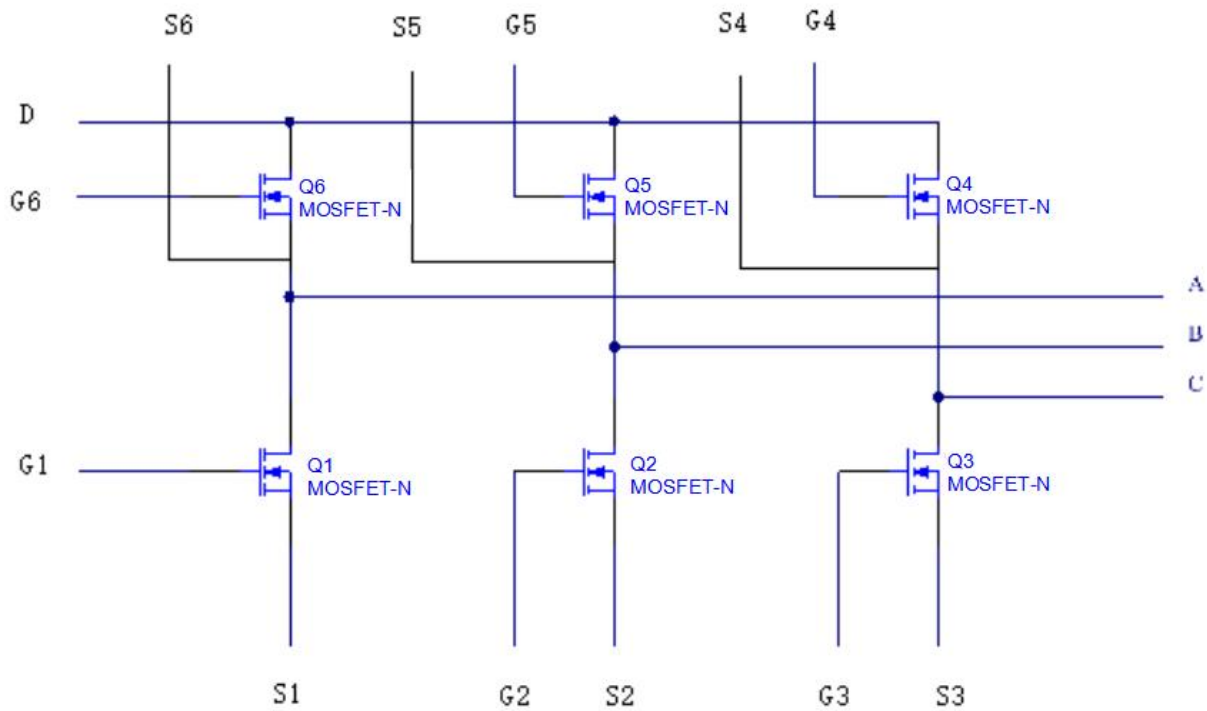 S6
S5
G5
S4
G4
D
G6
Q6
MOSFET-N
Q5
MOSFET-N
Q4
MOSFET-N
A
B
C
G1
Q1
MOSFET-N
Q2
MOSFET-N
Q3
MOSFET-N
S1
G2
S2
G3
S3